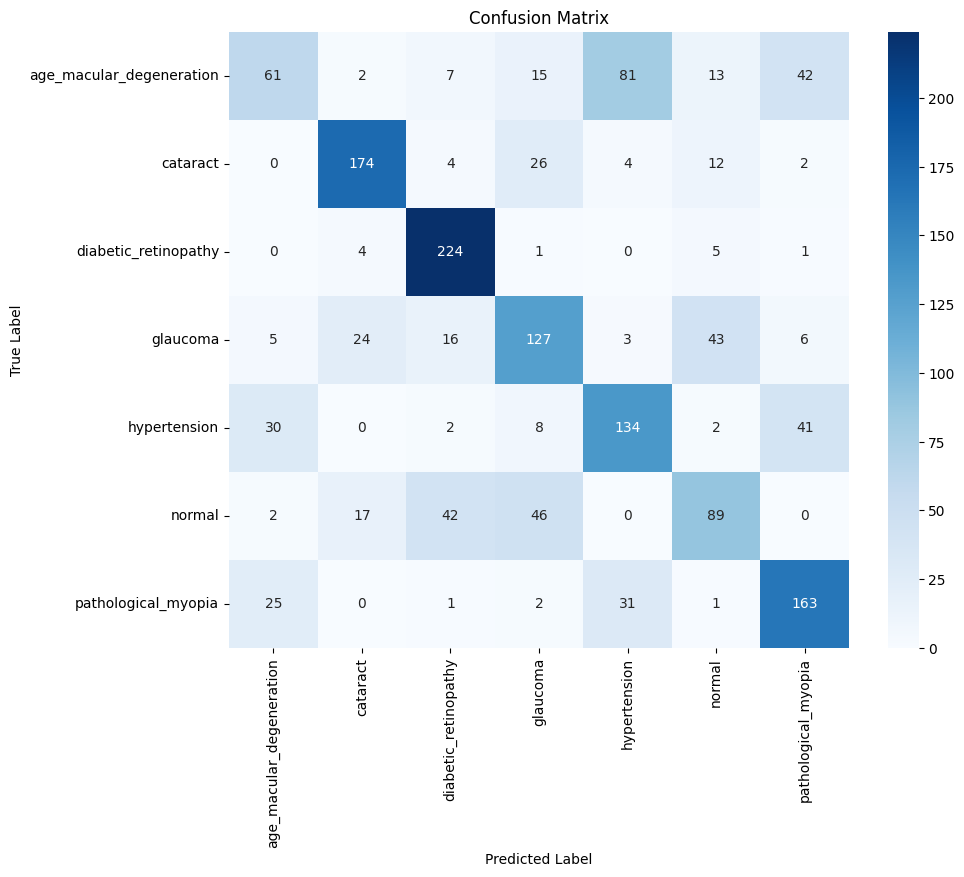 Confusion Matrix
age_macular_degeneration 61 2 7 15 81 13 42
cataract 0 174 4 26 4 12 2
diabetic_retinopathy 0 4 224 1 0 5 1
glaucoma 5 24 16 127 3 43 6
hypertension 30 0 2 8 134 2 41
normal 2 17 42 46 0 89 0
pathological_myopia 25 0 1 2 31 1 163
True Label
age_macular_degeneration
cataract
diabetic_retinopathy
glaucoma
hypertension
normal
pathological_myopia
Predicted Label
200
175
150
125
100
75
50
25
0